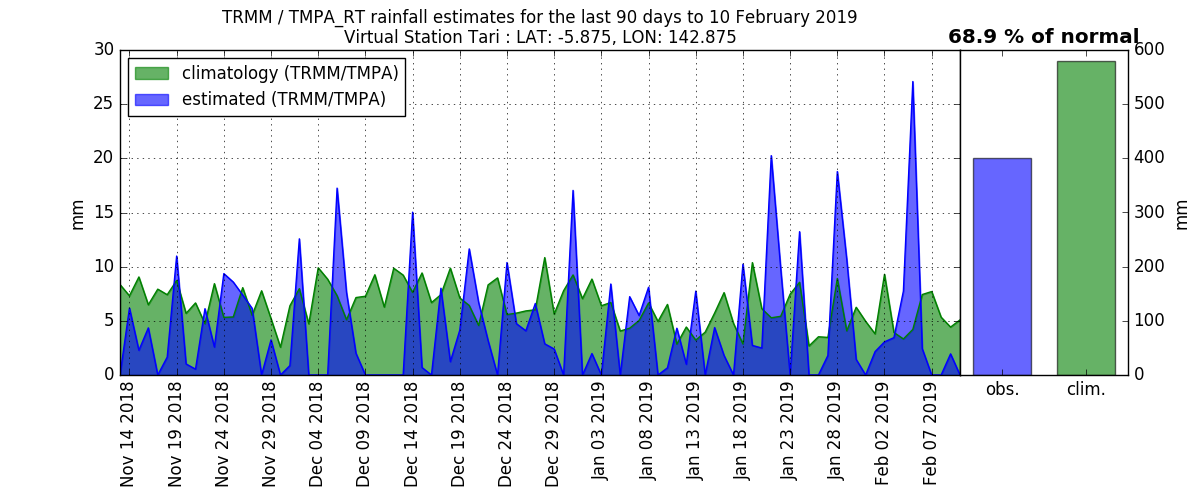 TRMM / TMPA_RT rainfall estimates for the last 90 days to 10 February 2019
Virtual Station Tari : LAT: -5.875, LON: 142.875
68.9 % of normal
climatology (TRMM/TMPA)
estimated (TRMM/TMPA)
mm
30
25
20
15
10
5
0
Nov 14 2018
Nov 19 2018
Nov 24 2018
Nov 29 2018
Dec 04 2018
Dec 09 2018
Dec 14 2018
Dec 19 2018
Dec 24 2018
Dec 29 2018
Jan 03 2019
Jan 08 2019
Jan 13 2019
Jan 18 2019
Jan 23 2019
Jan 28 2019
Feb 02 2019
Feb 07 2019
obs.
clim.
600
500
400
300
200
100
0
mm